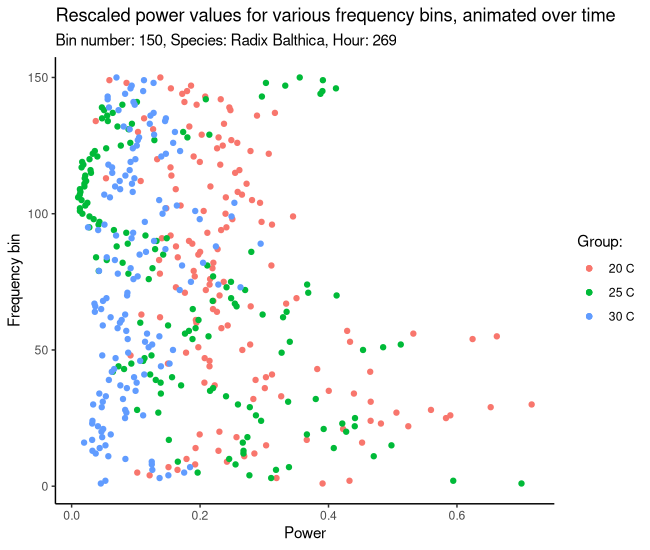 Rescaled power values for various frequency bins, animated over time
Bin number: 150, Species: Radix Balthica, Hour: 269
150
100
50
0
Frequency bin
0.0 0.2 0.4 0.6
Power
Group:
20 C
25 C
30 C